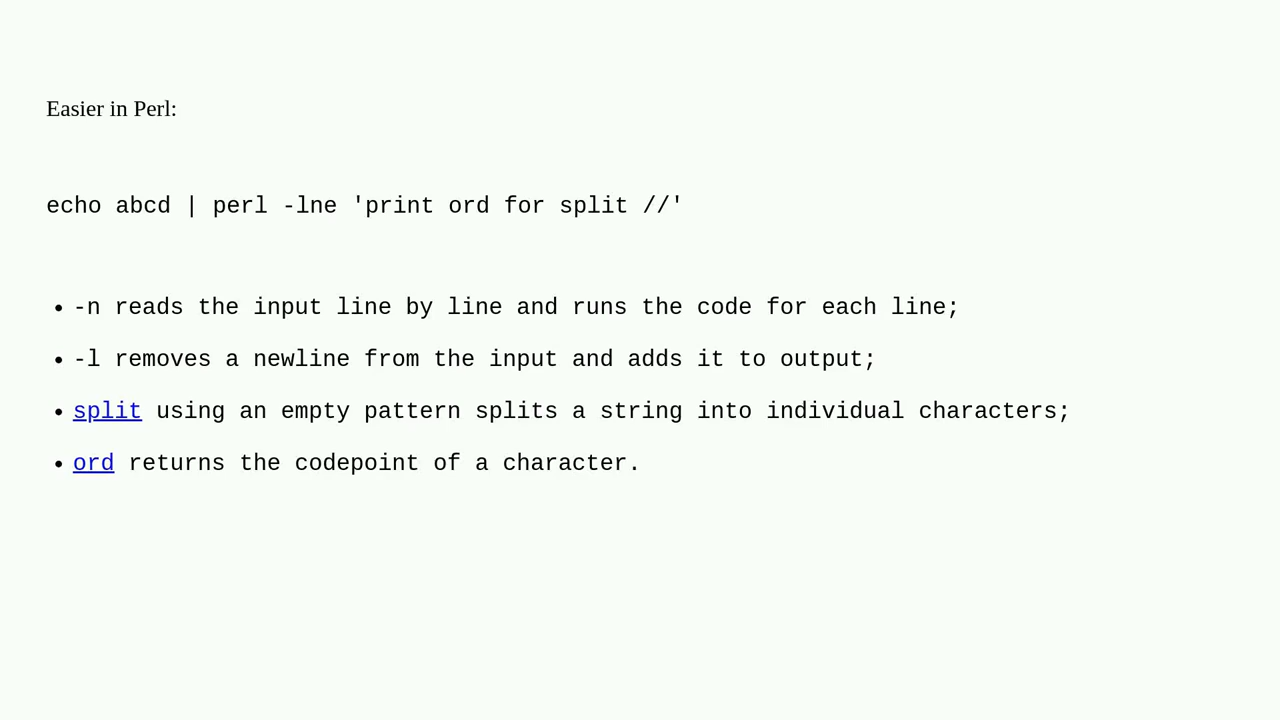 Easier in Perl:
echo abcd | perl -lne 'print ord for split //'
• -n reads the input line by line and runs the code for each line;
• -l removes a newline from the input and adds it to output;
• split using an empty pattern splits a string into individual characters;
• ord returns the codepoint of a character.